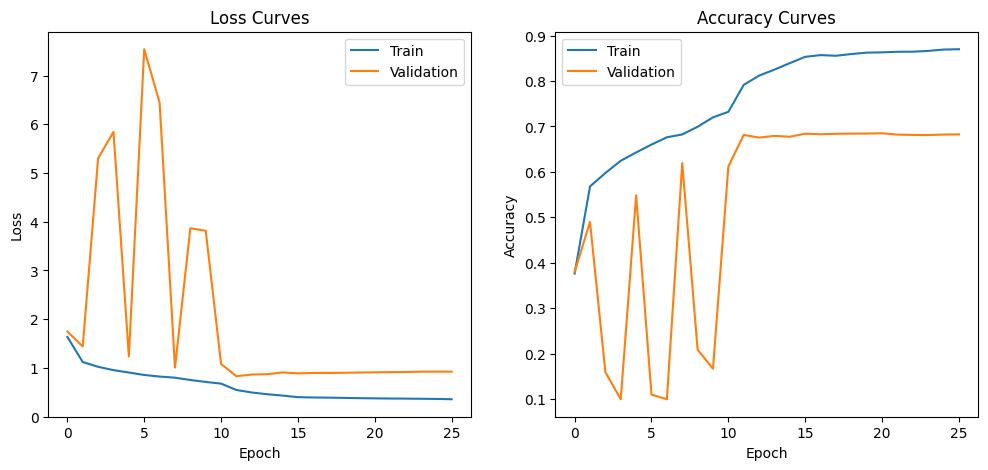 Loss Curves
Train
Validation
7
6
5
4
3
2
1
0
Loss
0 5 10 15 20 25
Epoch
Accuracy Curves
Train
Validation
0.9
0.8
0.7
0.6
0.5
0.4
0.3
0.2
0.1
Accuracy
0 5 10 15 20 25
Epoch